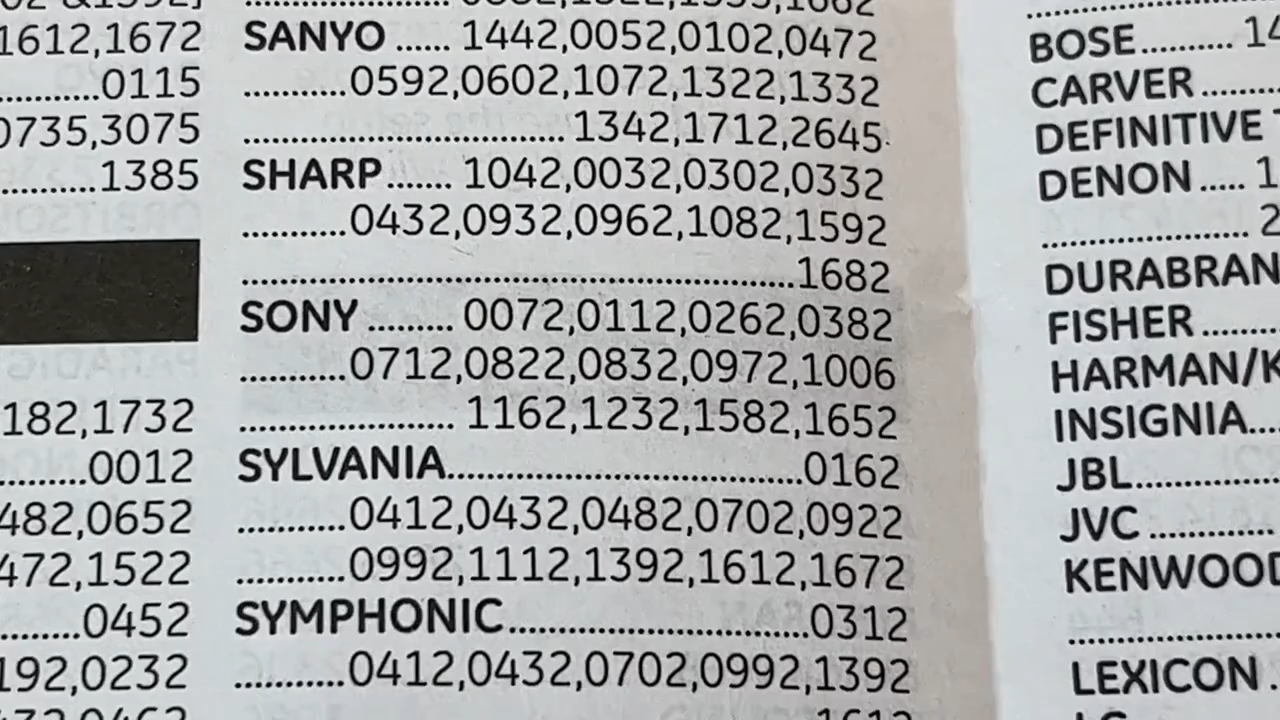 1612,1672
..........0115
0735,3075
..........1385
182,1732
.........0012
482,0652
472,1522
........0452
192,0232
SANYO ...... 1442,0052,0102,0472
...........0592,0602,1072,1322,1332
................................ 1342,1712,2645
SHARP....... 1042,0032,0302,0332
...........0432,0932,0962,1082,1592
.......................................................1682
SONY ......... 0072,0112,0262,0382
...........0712,0822,0832,0972,1006
..................... 1162,1232,1582,1652
SYLVANIA....................................0162
...........0412,0432,0482,0702,0922
...........0992,1112,1392,1612,1672
SYMPHONIC..............................0312
...........0412,0432,0702,0992,1392
BOSE.......... 14
CARVER ........
DEFINITIVE
DENON ..... 1
....................... 2
DURABRAN
FISHER ........
HARMAN/K
INSIGNIA....
JBL..............
JVC .............
KENWOOD
LEXICON .